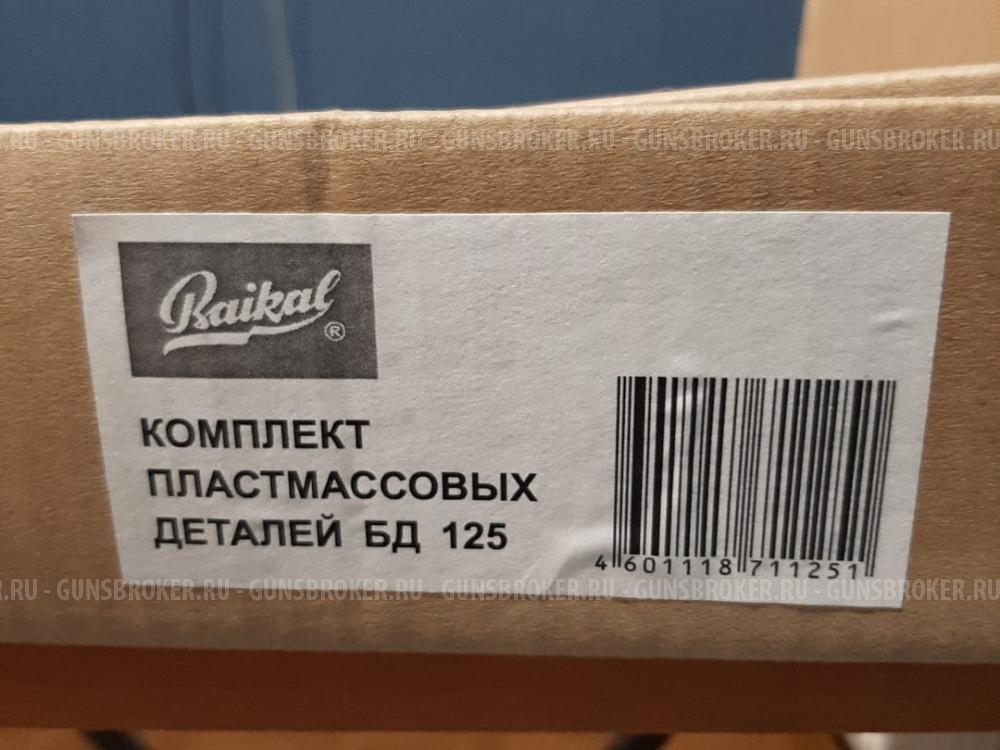 GUNSBROKER.RU - GUNSBROKER.RU - GUNSBROKER.RU - GUNSBROKER.RU - GUNSBROKER.RU
Baikal®
КОМПЛЕКТ
ПЛАСТМАССОВЫХ
ДЕТАЛЕЙ БД 125
4 601118 711251
.RU - GUNSBROKER.RU - GUNSBROKER.RU - GUNSBROKER.RU - GUNSBROKER.RU - GUNSBROKER.RU